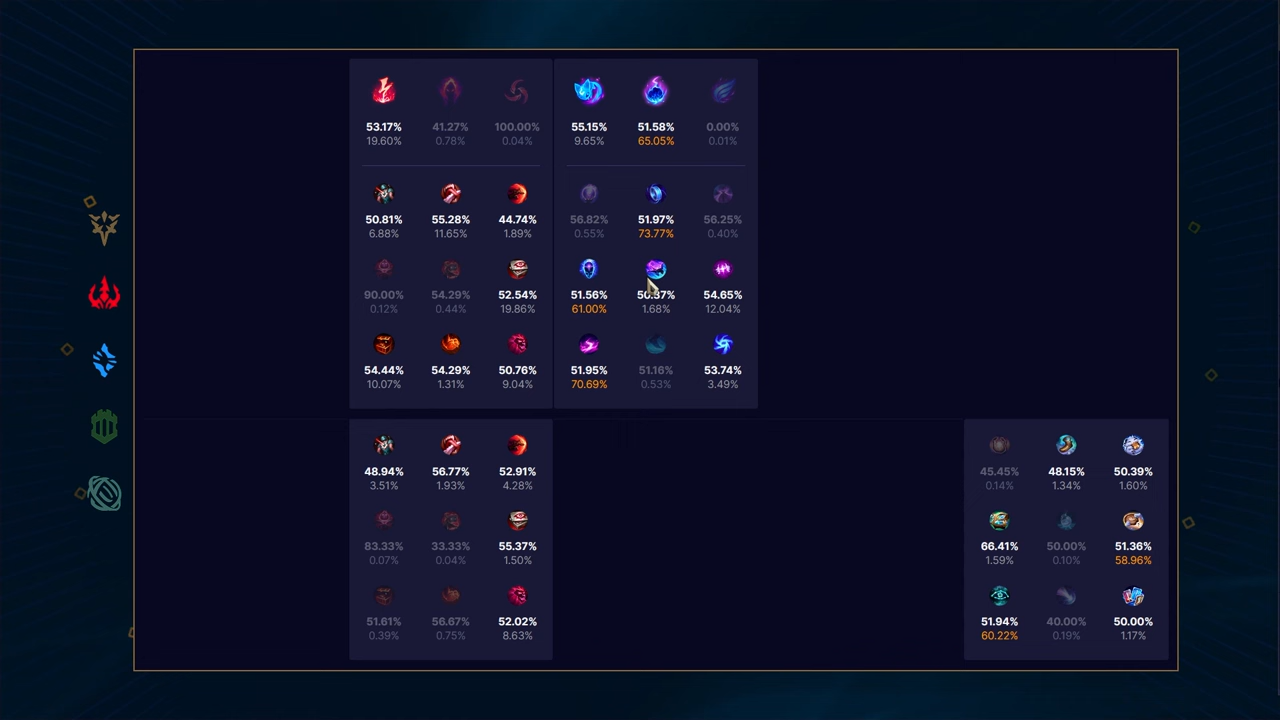 53.17% 41.27% 100.00% 55.15% 51.58% 0.00%
19.60% 0.78% 0.04% 9.65% 65.05% 0.01%
50.81% 55.28% 44.74% 56.82% 51.97% 56.25%
6.88% 11.65% 1.89% 0.55% 73.77% 0.40%
90.00% 54.29% 52.54% 51.56% 54.65%
0.12% 0.44% 19.86% 61.00% 1.68% 12.04%
54.44% 54.29% 50.76% 51.95% 51.16% 53.74%
10.07% 1.31% 9.04% 70.69% 0.53% 3.49%
48.94% 56.77% 52.91% 45.45% 48.15% 50.39%
3.51% 1.93% 4.28% 0.14% 1.34% 1.60%
83.33% 33.33% 55.37% 66.41% 50.00% 51.36%
0.07% 0.04% 1.50% 1.59% 0.10% 58.96%
51.61% 56.67% 52.02% 51.94% 40.00% 50.00%
0.39% 0.75% 8.63% 60.22% 0.19% 1.17%